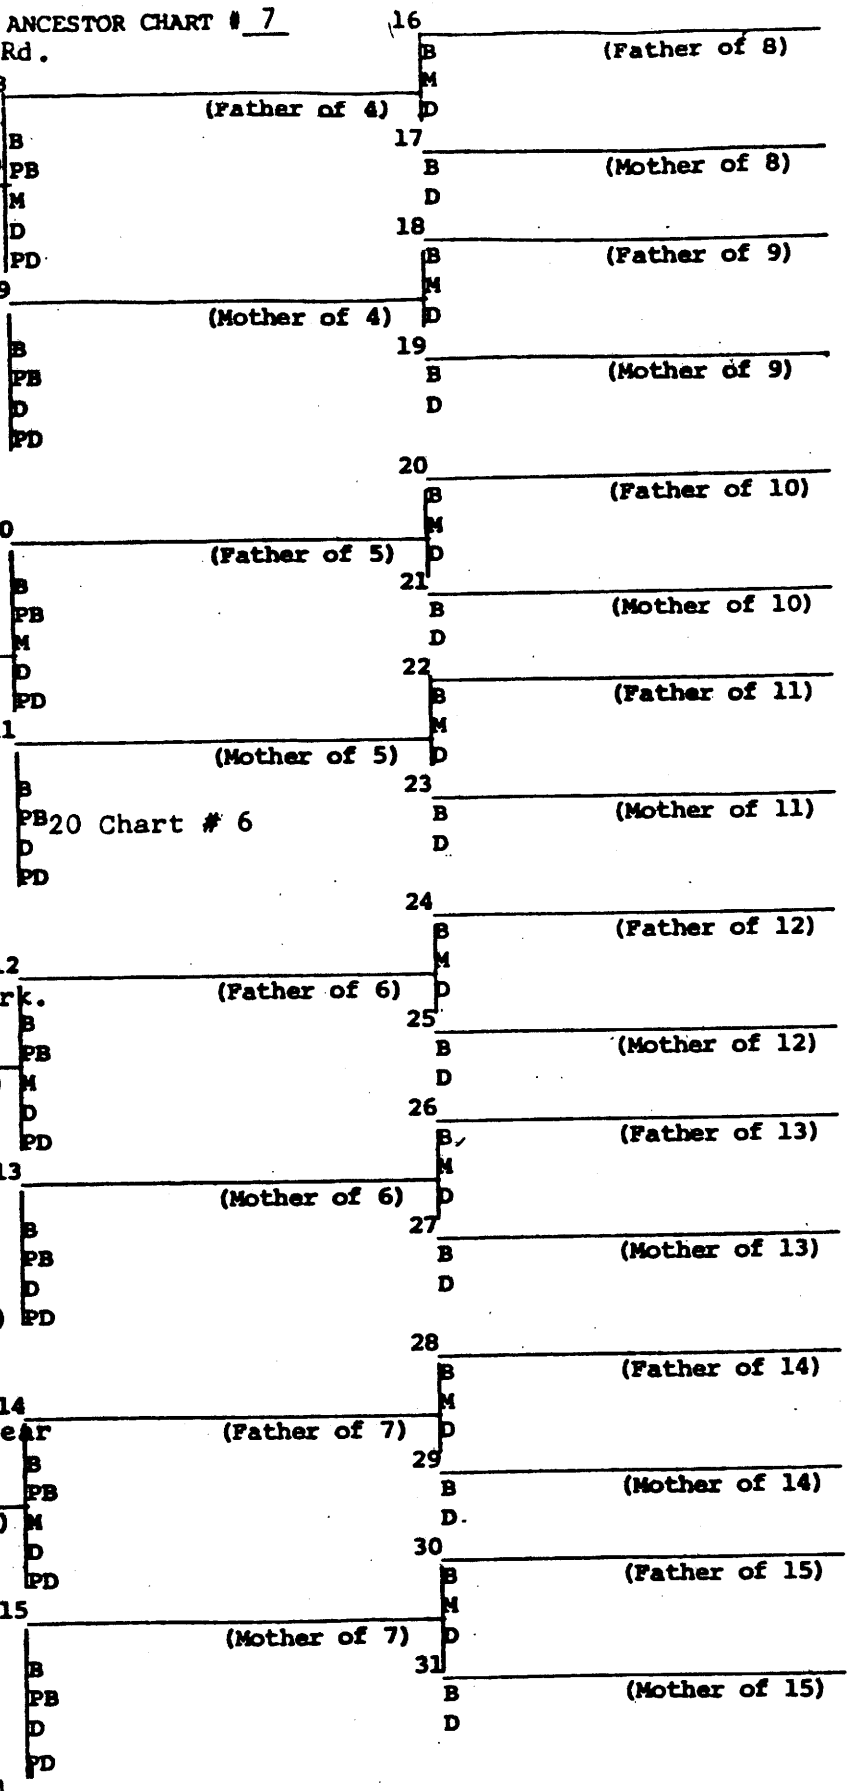 ANCESTOR CHART # 7
16
Rd.
(Father of 8)
B
M
8
(Father of 4)
D
17
B
(Mother of 8)
PB
B
M
D
D
18
PD
(Father of 9)
B
M
9
(Mother of 4)
D
19
B
(Mother of 9)
PB
B
D
D
PD
20
(Father of 10)
B
M
0
(Father of 5)
D
21
B
(Mother of 10)
PB
B
M
D
D
22
PD
(Father of 11)
B
M
1
(Mother of 5)
D
23
B
(Mother of 11)
PB 20 Chart # 6
B
D
D
PD
24
(Father of 12)
B
M
12
(Father of 6)
D
rk.
25
B
(Mother of 12)
PB
B
M
D
D
26
PD
(Father of 13)
B
M
13
(Mother of 6)
D
27
B
(Mother of 13)
PB
B
D
D
) PD
28
(Father of 14)
B
M
14
(Father of 7)
D
ear
29
B
(Mother of 14)
PB
B
) M
D
D
30
PD
(Father of 15)
B
M
15
(Mother of 7)
D
31
B
(Mother of 15)
PB
B
D
D
PD